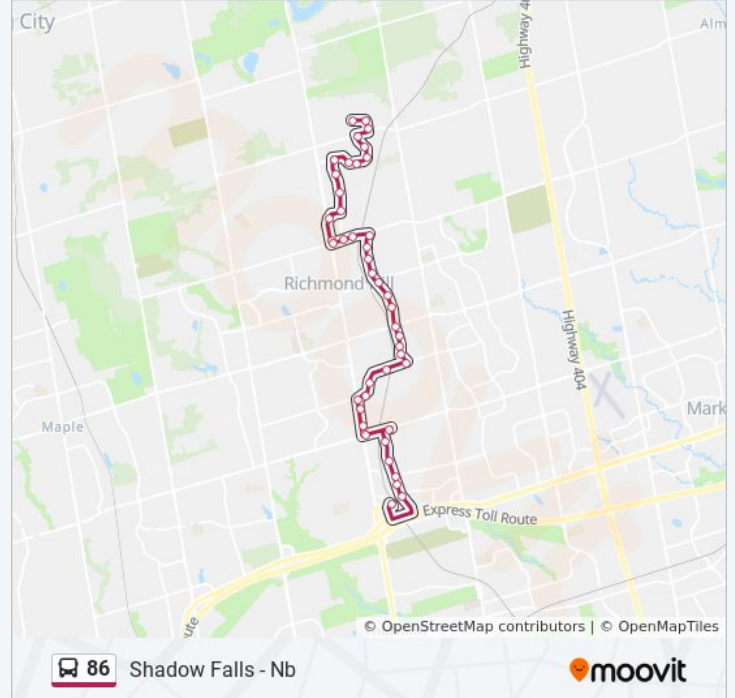 City
Highway 4
Alm
Richmond Hill
Highway 404
Maple
Mark
Express Toll Route
ute
© OpenStreetMap contributors | © OpenMapTiles
86 Shadow Falls - Nb
moovit